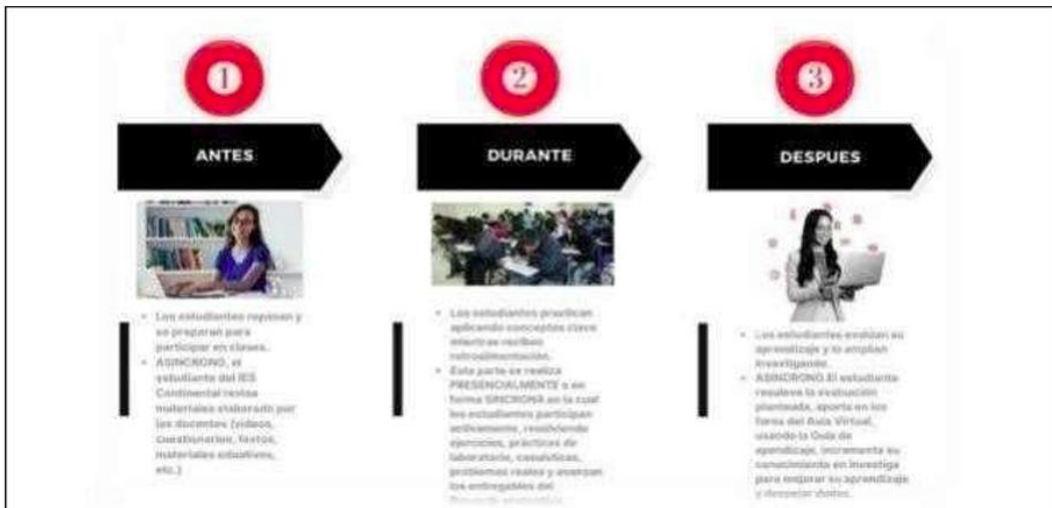 1
ANTES
Los estudiantes repasan y
se preparan para
participar en clases.
ASINCRONO, el
estudiante del IES
Continental revisa
materiales elaborado por
los docentes (videos,
cuestionarios, textos,
materiales educativos,
etc.)
2
DURANTE
Los estudiantes practican
aplicando conceptos clave
mientras reciben
retroalimentación.
Esta parte se realiza
PRESENCIALMENTE o en
forma SINCRONA en la cual
los estudiantes participan
activamente, resolviendo
ejercicios, prácticas de
laboratorio, casuísticas,
problemas reales y avanzan
los entregables del
3
DESPUES
Los estudiantes evalúan su
aprendizaje y lo amplían
investigando.
ASINCRONO.El estudiante
resuelve la evaluación
planteada, aporta en los
foros del Aula Virtual,
usando la Guía de
aprendizaje, incrementa su
conocimiento en investiga
para mejorar su aprendizaje
y despejar dudas.